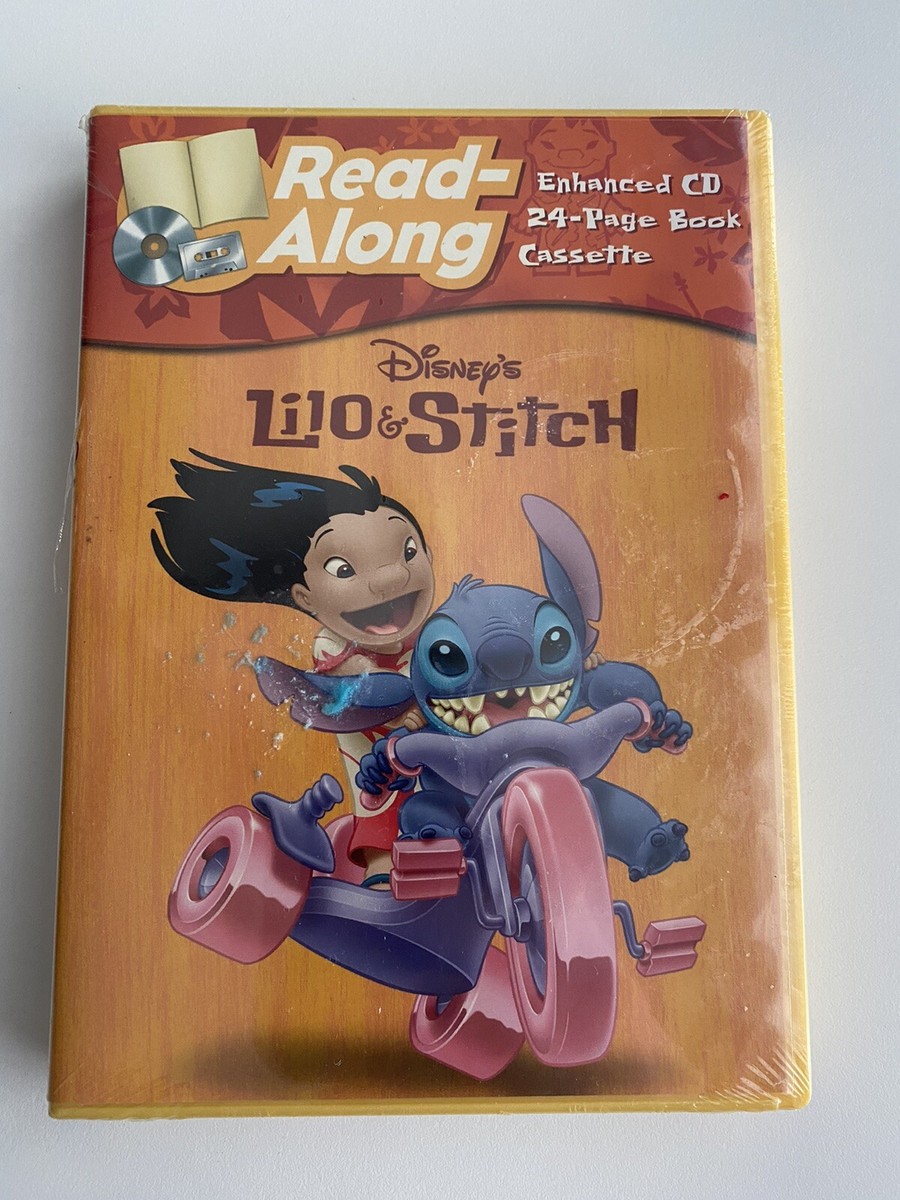 Read-
Along
Enhanced CD
24-Page Book
Cassette
Disney's
Lilo & Stitch